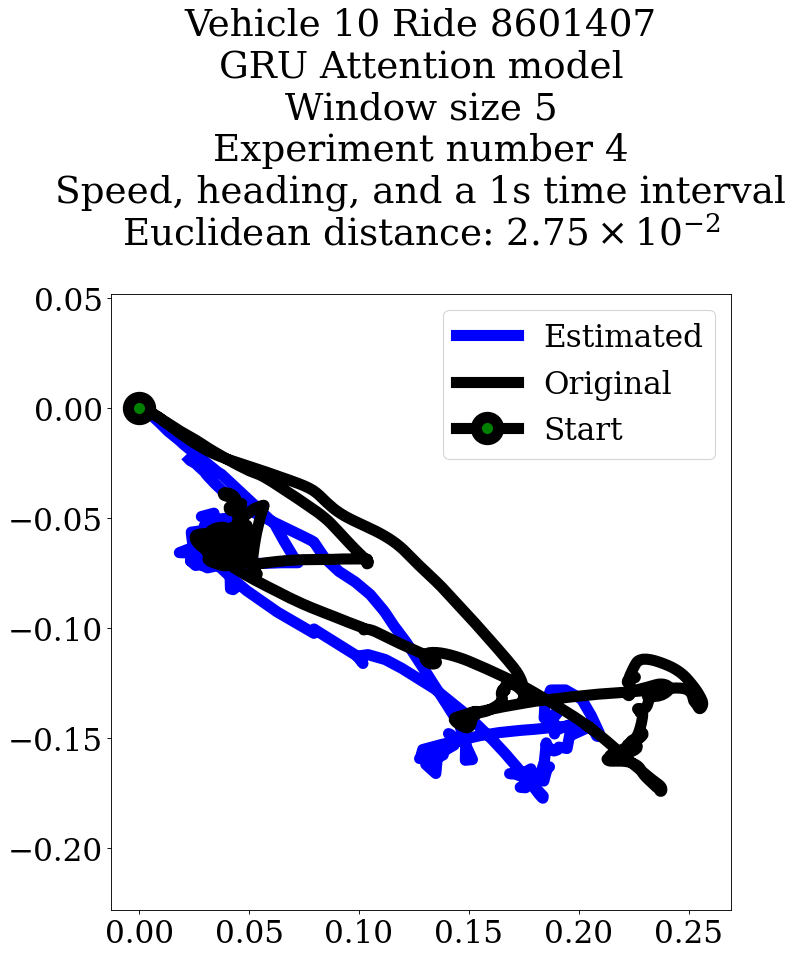 Vehicle 10 Ride 8601407
GRU Attention model
Window size 5
Experiment number 4
Speed, heading, and a 1s time interval
Euclidean distance: 2.75 × 10⁻²
Estimated
Original
Start
0.05
0.00
−0.05
−0.10
−0.15
−0.20
0.00 0.05 0.10 0.15 0.20 0.25